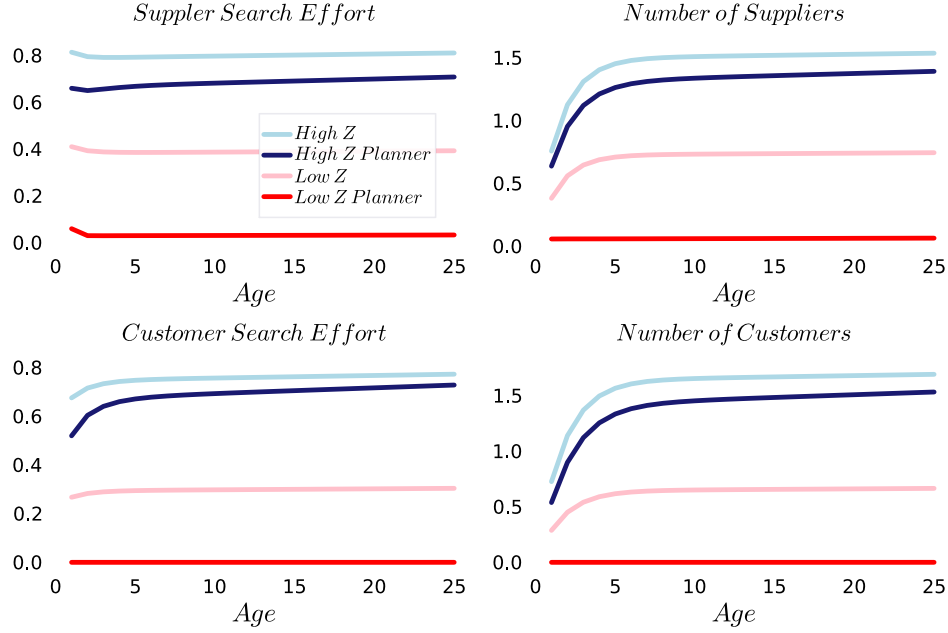 Suppler Search Effort
0.8
0.6
0.4
0.2
0.0
High Z
High Z Planner
Low Z
Low Z Planner
0 5 10 15 20 25
Age
Number of Suppliers
1.5
1.0
0.5
0.0
0 5 10 15 20 25
Age
Customer Search Effort
0.8
0.6
0.4
0.2
0.0
0 5 10 15 20 25
Age
Number of Customers
1.5
1.0
0.5
0.0
0 5 10 15 20 25
Age